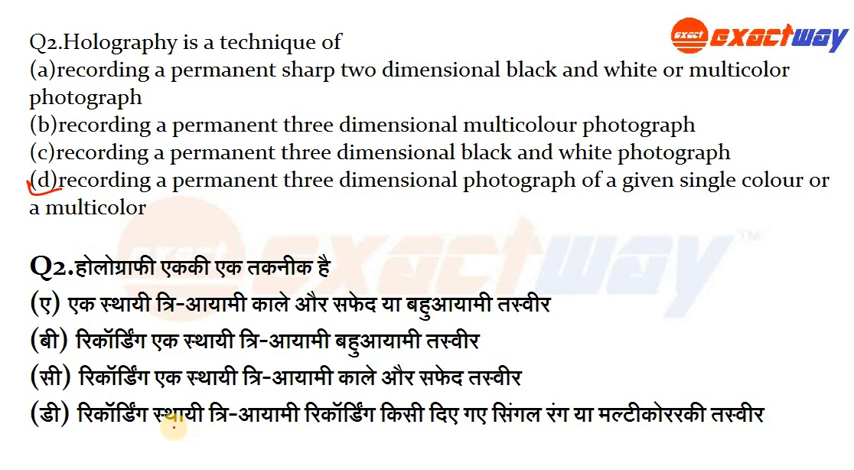 exact exactway
Q2.Holography is a technique of
(a)recording a permanent sharp two dimensional black and white or multicolor
photograph
(b)recording a permanent three dimensional multicolour photograph
(c)recording a permanent three dimensional black and white photograph
(d)recording a permanent three dimensional photograph of a given single colour or
a multicolor
exact exactway™
Q2.होलोग्राफी एककी एक तकनीक है
(ए) एक स्थायी त्रि-आयामी काले और सफेद या बहुआयामी तस्वीर
(बी) रिकॉर्डिंग एक स्थायी त्रि-आयामी बहुआयामी तस्वीर
(सी) रिकॉर्डिंग एक स्थायी त्रि-आयामी काले और सफेद तस्वीर
(डी) रिकॉर्डिंग स्थायी त्रि-आयामी रिकॉर्डिंग किसी दिए गए सिंगल रंग या मल्टीकोररकी तस्वीर